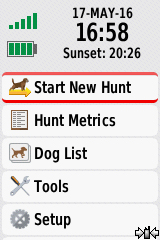 17-MAY-16
16:58
Sunset: 20:26
Start New Hunt
Hunt Metrics
Dog List
Tools
Setup